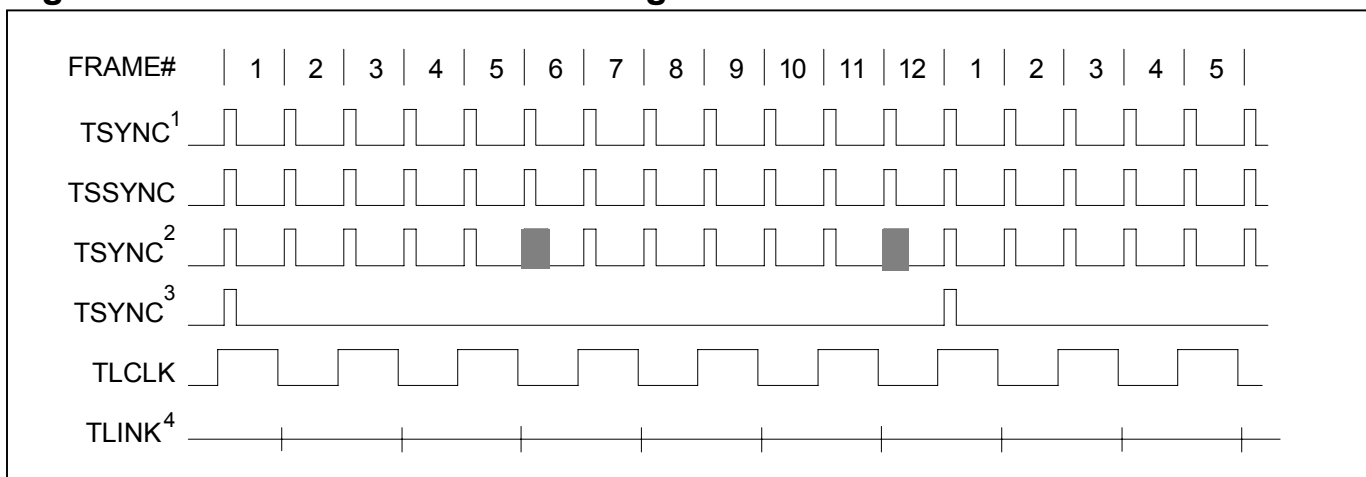 FRAME# 1 2 3 4 5 6 7 8 9 10 11 12 1 2 3 4 5
TSYNC1
TSSYNC
TSYNC2
TSYNC3
TLCLK
TLINK4